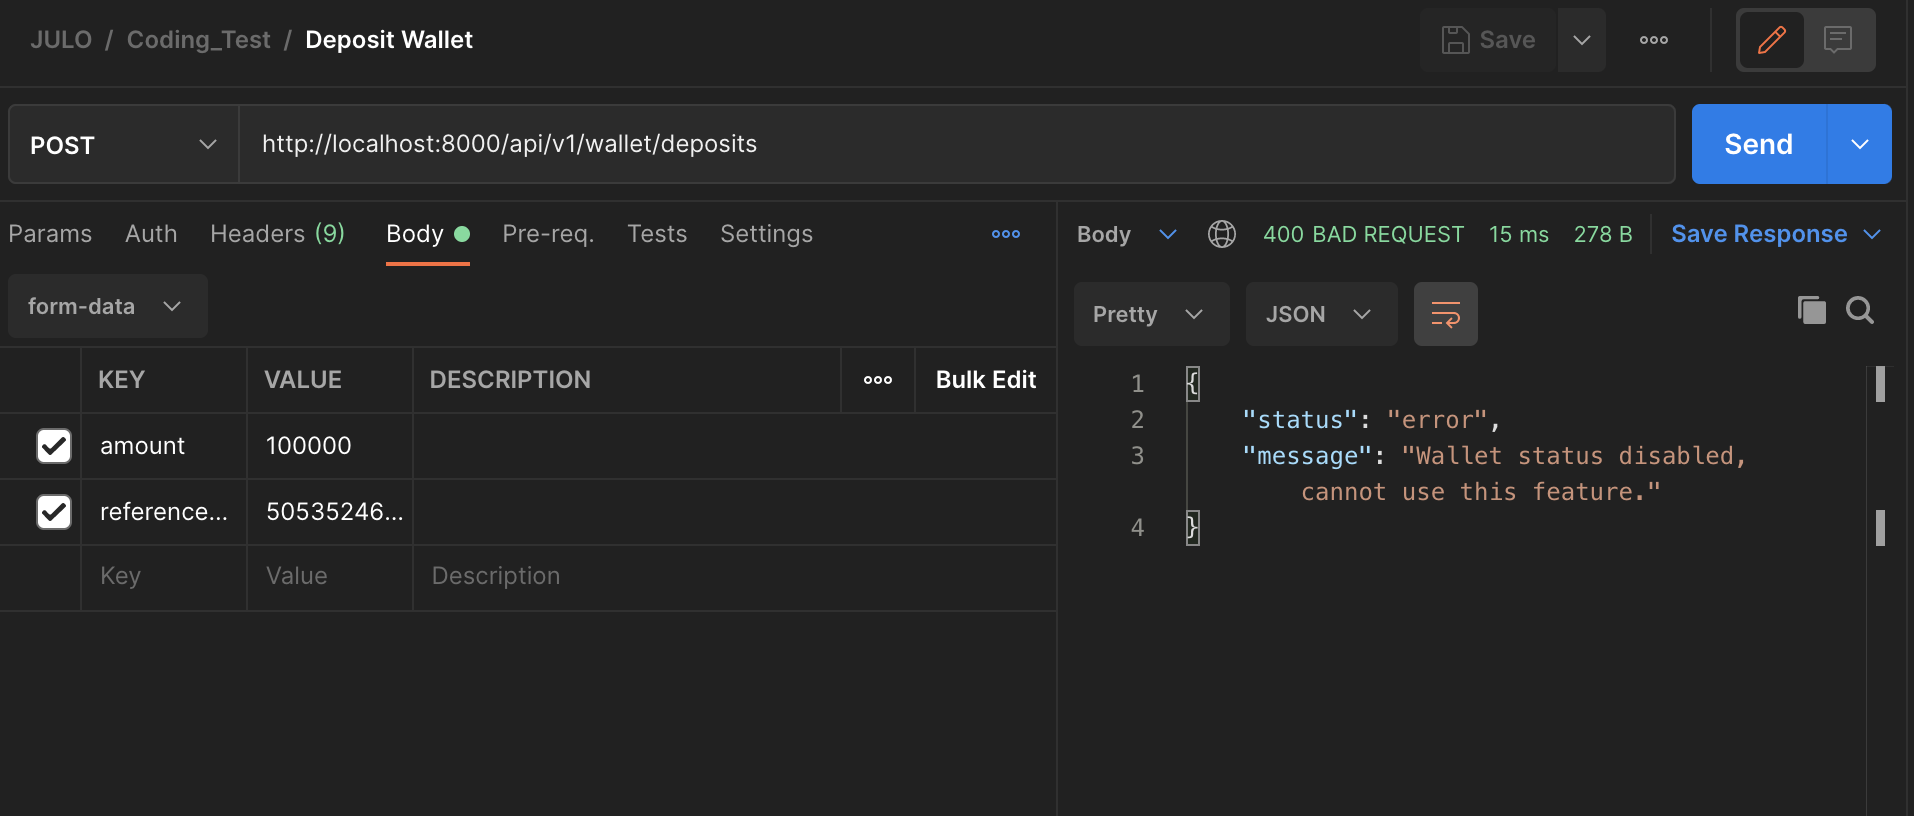 JULO / Coding_Test / Deposit Wallet
Save
POST
http://localhost:8000/api/v1/wallet/deposits
Send
Params Auth Headers (9) Body Pre-req. Tests Settings
form-data
KEY VALUE DESCRIPTION Bulk Edit
amount 100000
reference... 50535246...
Key Value Description
Body 400 BAD REQUEST 15 ms 278 B Save Response
Pretty JSON
1 {
2 "status": "error",
3 "message": "Wallet status disabled,
cannot use this feature."
4 }